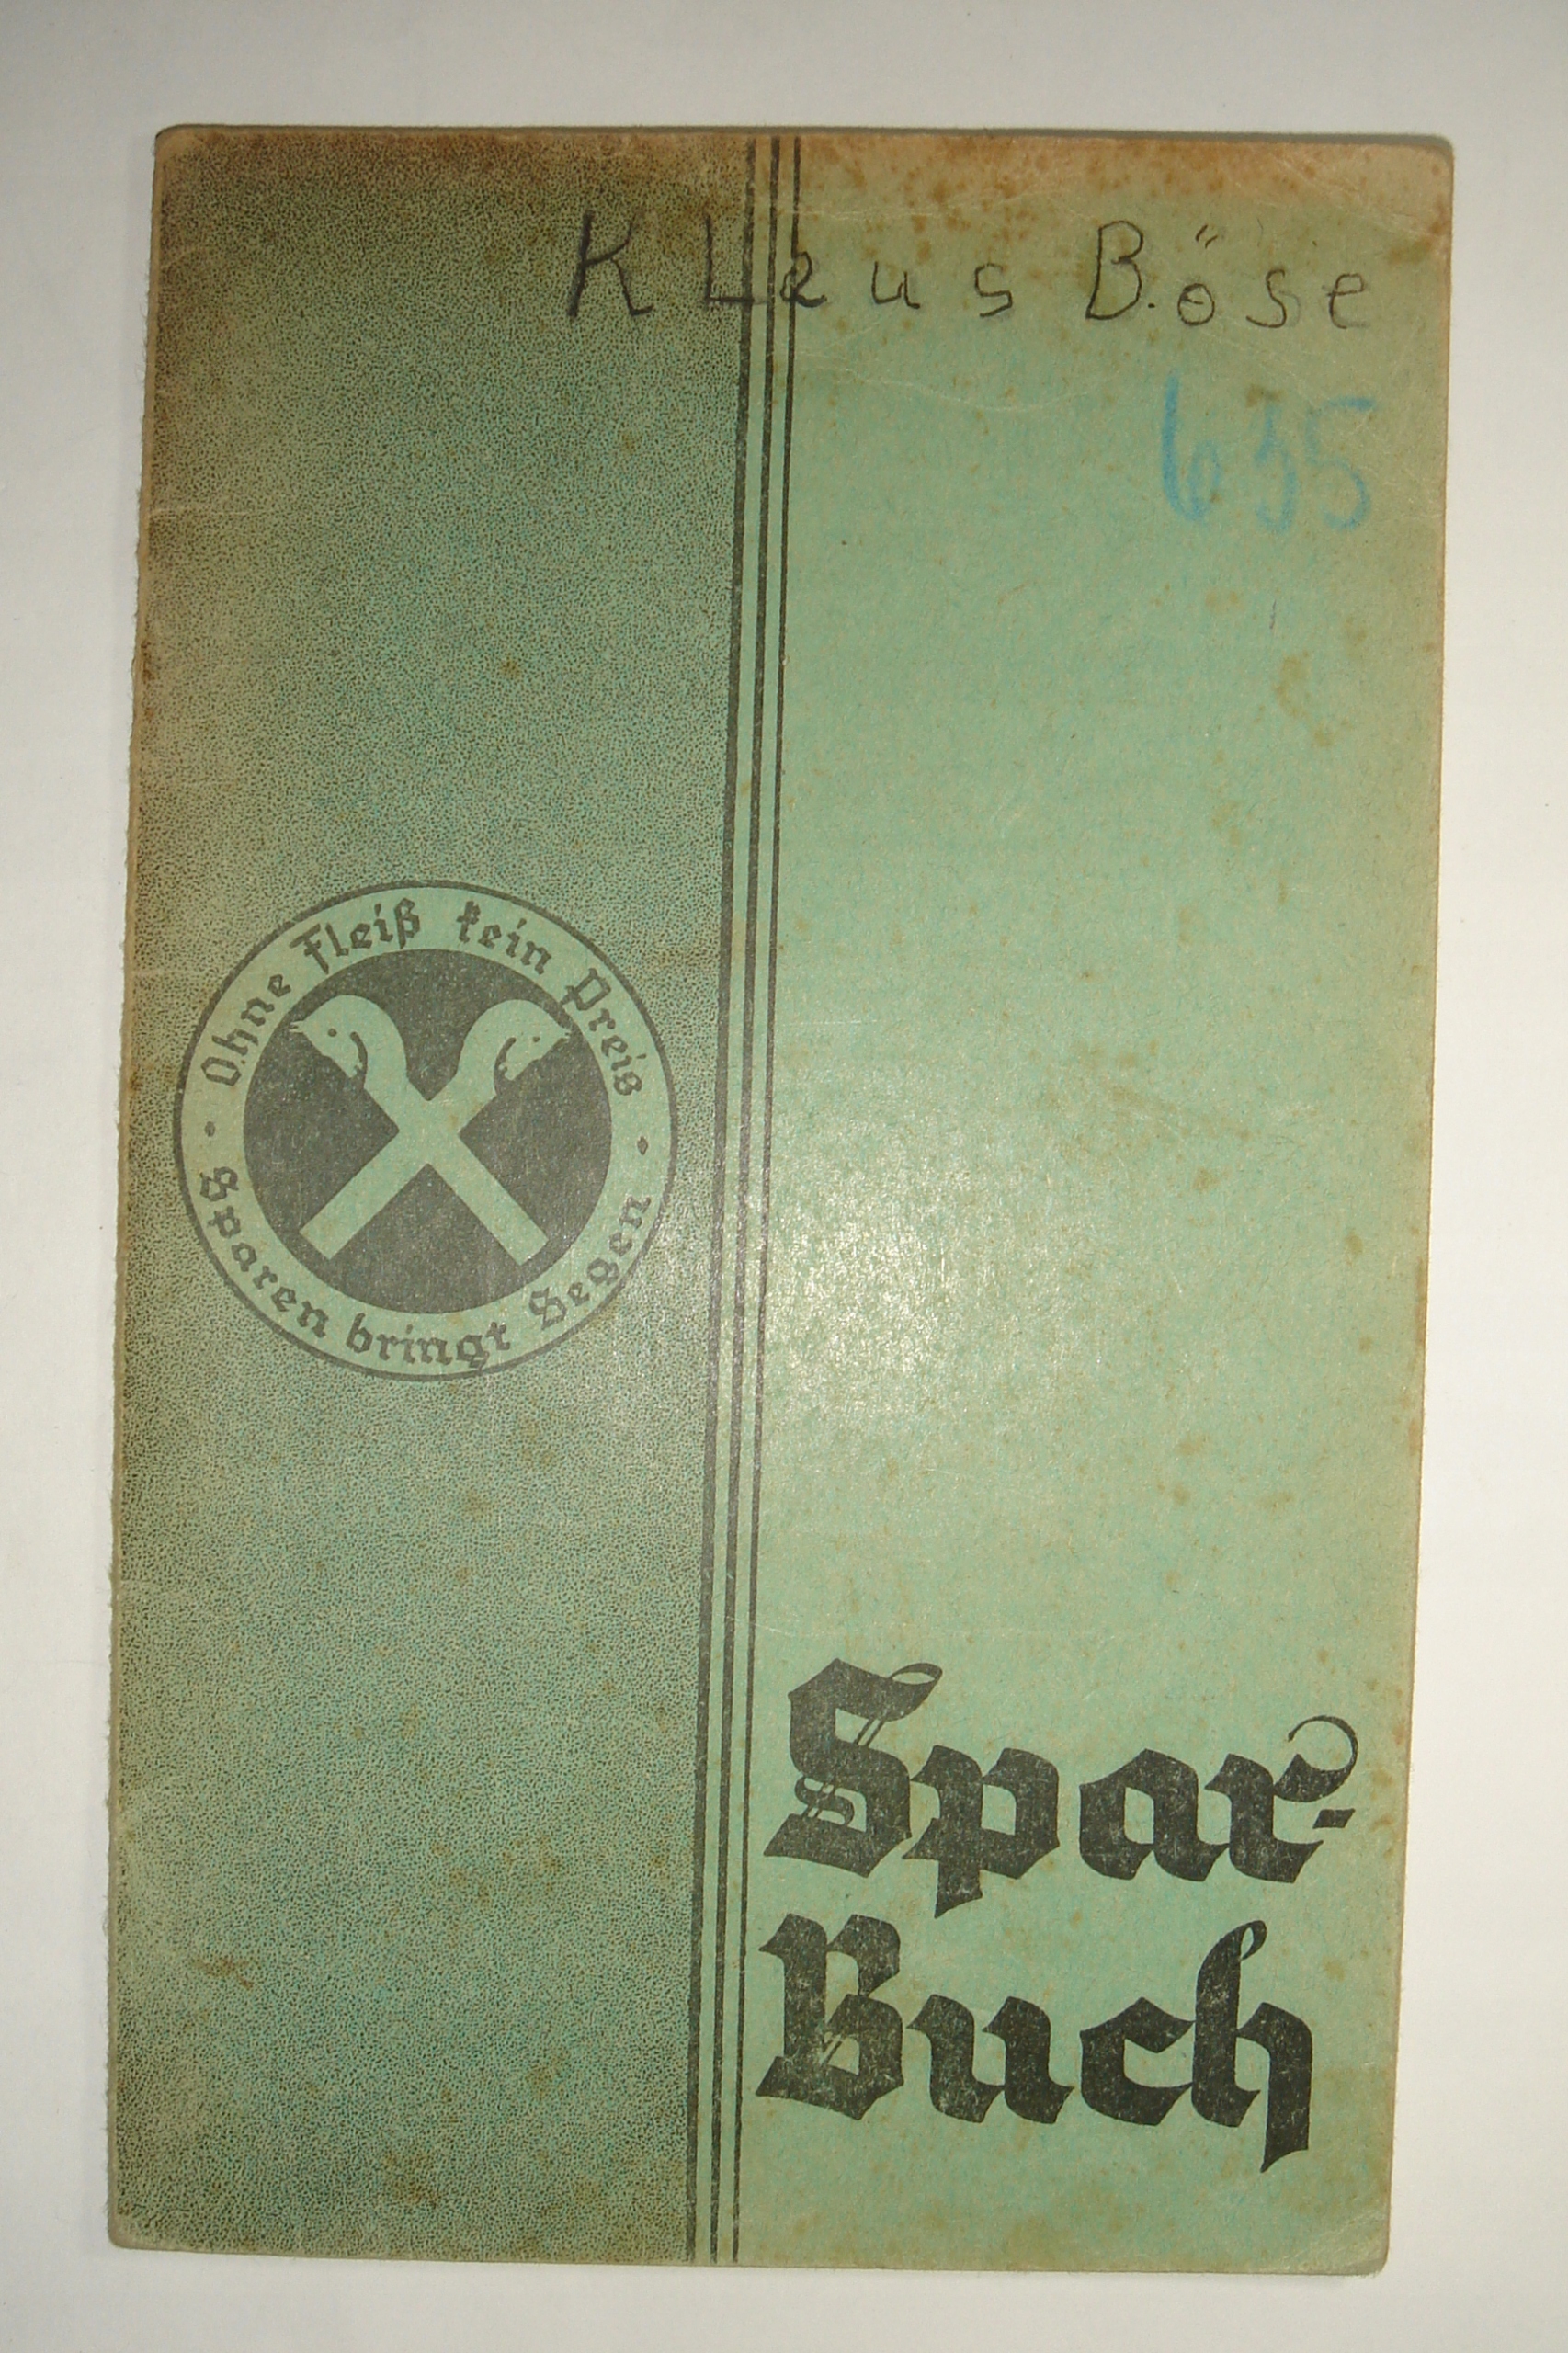 KLaus Böse
635
Ohne Fleiß kein Preis
Sparen bringt Segen
Spar-
Buch